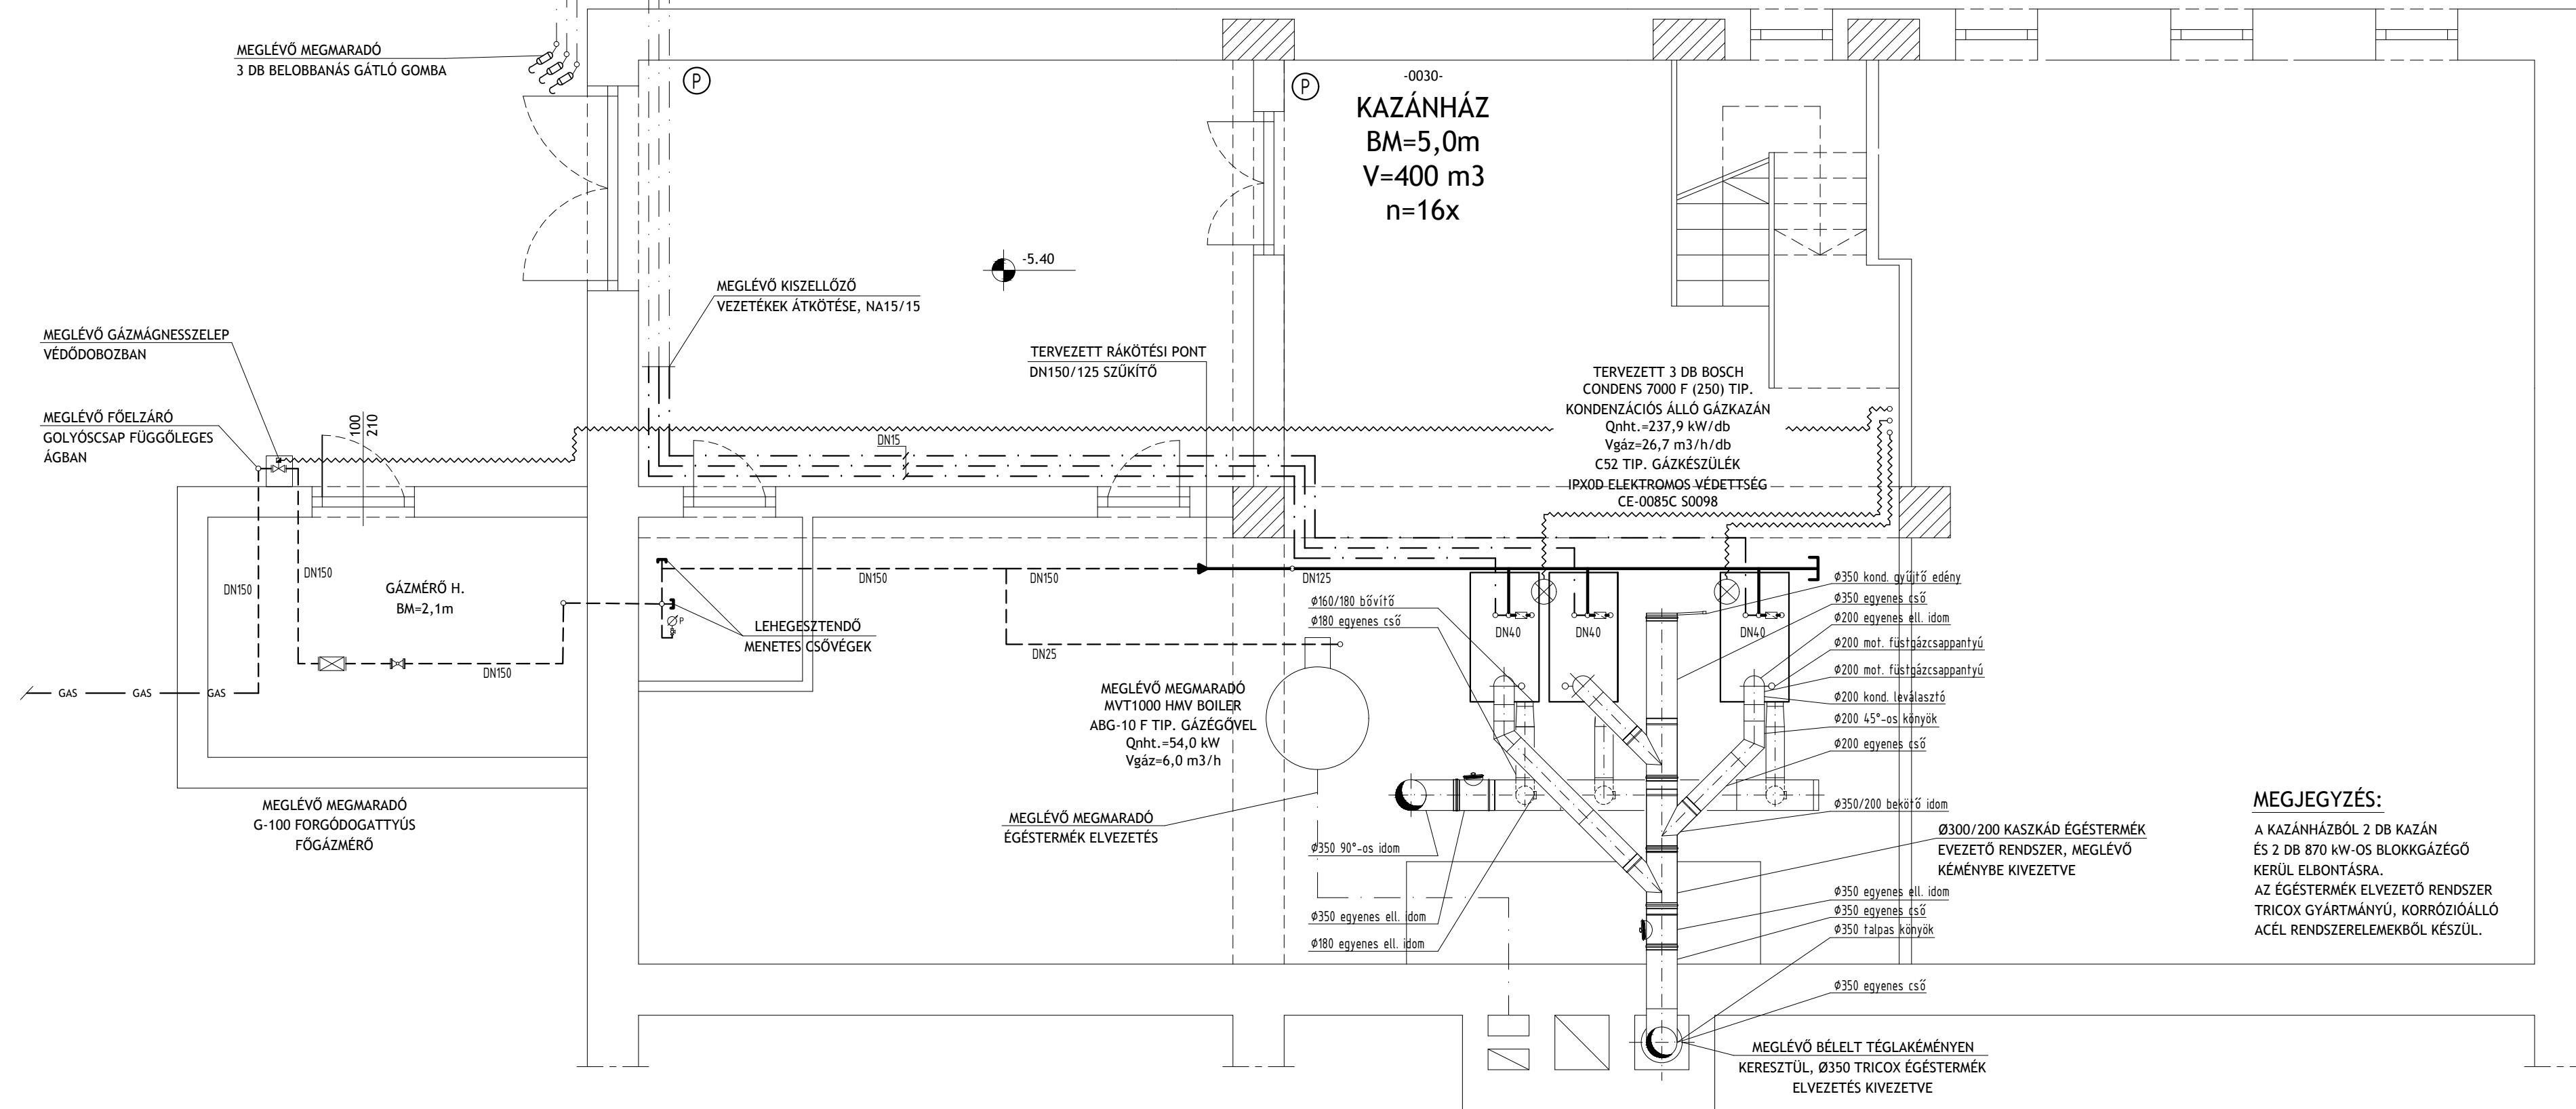 MEGLÉVŐ MEGMARADÓ
3 DB BELOBBANÁS GÁTLÓ GOMBA
P
P
-0030-
KAZÁNHÁZ
BM=5,0m
V=400 m3
n=16x
-5.40
MEGLÉVŐ KISZELLŐZŐ
VEZETÉKEK ÁTKÖTÉSE, NA15/15
MEGLÉVŐ GÁZMÁGNESSZELEP
VÉDŐDOBOZBAN
TERVEZETT RÁKÖTÉSI PONT
DN150/125 SZŰKÍTŐ
TERVEZETT 3 DB BOSCH
CONDENS 7000 F (250) TIP.
KONDENZÁCIÓS ÁLLÓ GÁZKAZÁN
Qnht.=237,9 kW/db
Vgáz=26,7 m3/h/db
C52 TIP. GÁZKÉSZÜLÉK
IPX0D ELEKTROMOS VÉDETTSÉG
CE-0085C S0098
MEGLÉVŐ FŐELZÁRÓ
GOLYÓSCSAP FÜGGŐLEGES
ÁGBAN
100
210
DN15
DN150
DN150
GÁZMÉRŐ H.
BM=2,1m
DN150
GAS
GAS
GAS
P
LEHEGESZTENDŐ
MENETES CSŐVÉGEK
DN150
DN150
DN125
DN25
DN40
DN40
DN40
Ø160/180 bővítő
Ø180 egyenes cső
Ø350 kond. gyűjtő edény
Ø350 egyenes cső
Ø200 egyenes ell. idom
Ø200 mot. füstgázcsappantyú
Ø200 mot. füstgázcsappantyú
Ø200 kond. leválasztó
Ø200 45°-os könyök
Ø200 egyenes cső
Ø350/200 bekötő idom
MEGLÉVŐ MEGMARADÓ
MVT1000 HMV BOILER
ABG-10 F TIP. GÁZÉGŐVEL
Qnht.=54,0 kW
Vgáz=6,0 m3/h
MEGLÉVŐ MEGMARADÓ
G-100 FORGÓDOGATTYÚS
FŐGÁZMÉRŐ
MEGLÉVŐ MEGMARADÓ
ÉGÉSTERMÉK ELVEZETÉS
Ø350 90°-os idom
Ø350 egyenes ell. idom
Ø180 egyenes ell. idom
Ø300/200 KASZKÁD ÉGÉSTERMÉK
EVEZETŐ RENDSZER, MEGLÉVŐ
KÉMÉNYBE KIVEZETVE
Ø350 egyenes ell. idom
Ø350 egyenes cső
Ø350 talpas könyök
Ø350 egyenes cső
MEGLÉVŐ BÉLELT TÉGLAKÉMÉNYEN
KERESZTÜL, Ø350 TRICOX ÉGÉSTERMÉK
ELVEZETÉS KIVEZETVE
MEGJEGYZÉS:
A KAZÁNHÁZBÓL 2 DB KAZÁN
ÉS 2 DB 870 kW-OS BLOKKGÁZÉGŐ
KERÜL ELBONTÁSRA.
AZ ÉGÉSTERMÉK ELVEZETŐ RENDSZER
TRICOX GYÁRTMÁNYÚ, KORRÓZIÓÁLLÓ
ACÉL RENDSZERELEMEKBŐL KÉSZÜL.